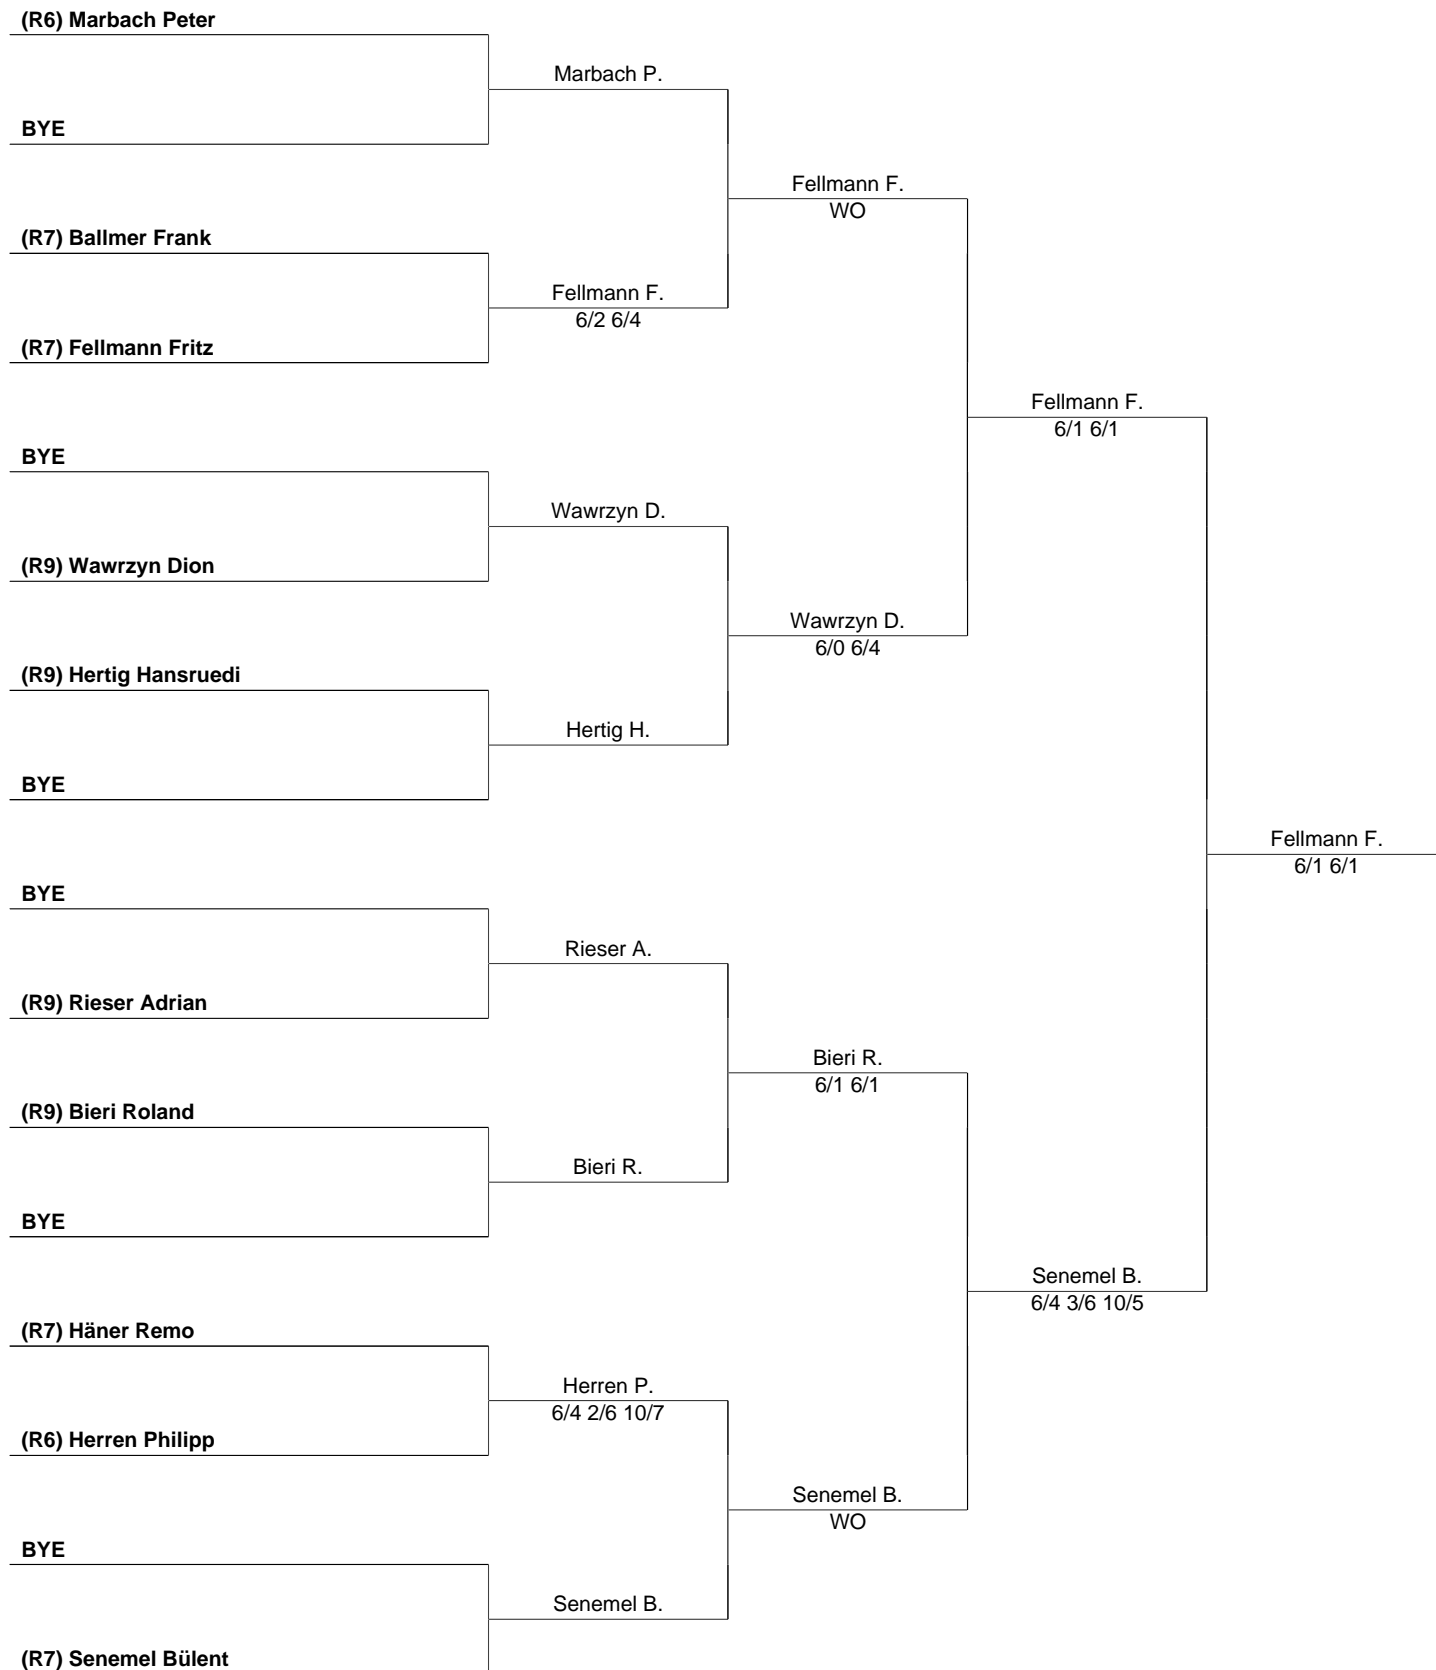 (R6) Marbach Peter
Marbach P.
BYE
Fellmann F.
WO
(R7) Ballmer Frank
Fellmann F.
6/2 6/4
(R7) Fellmann Fritz
Fellmann F.
6/1 6/1
BYE
Wawrzyn D.
(R9) Wawrzyn Dion
Wawrzyn D.
6/0 6/4
(R9) Hertig Hansruedi
Hertig H.
BYE
Fellmann F.
6/1 6/1
BYE
Rieser A.
(R9) Rieser Adrian
Bieri R.
6/1 6/1
(R9) Bieri Roland
Bieri R.
BYE
Senemel B.
6/4 3/6 10/5
(R7) Häner Remo
Herren P.
6/4 2/6 10/7
(R6) Herren Philipp
Senemel B.
WO
BYE
Senemel B.
(R7) Senemel Bülent